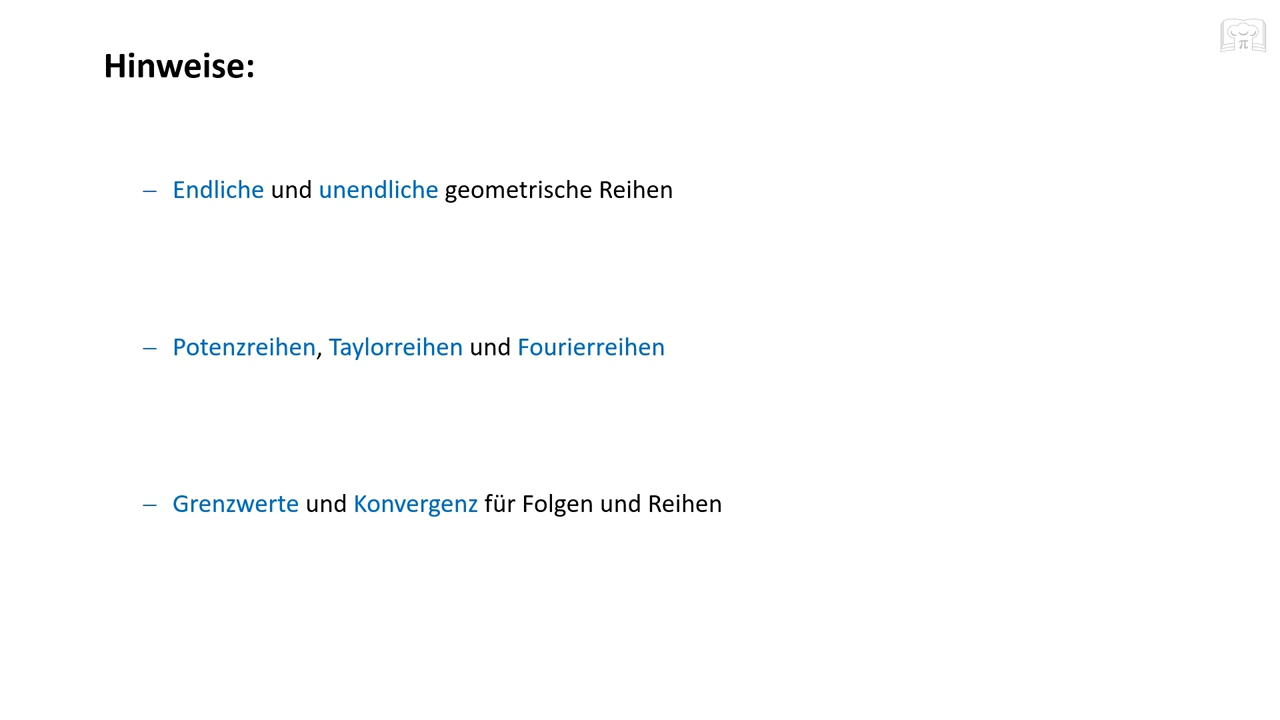 Hinweise:
– Endliche und unendliche geometrische Reihen
– Potenzreihen, Taylorreihen und Fourierreihen
– Grenzwerte und Konvergenz für Folgen und Reihen
π